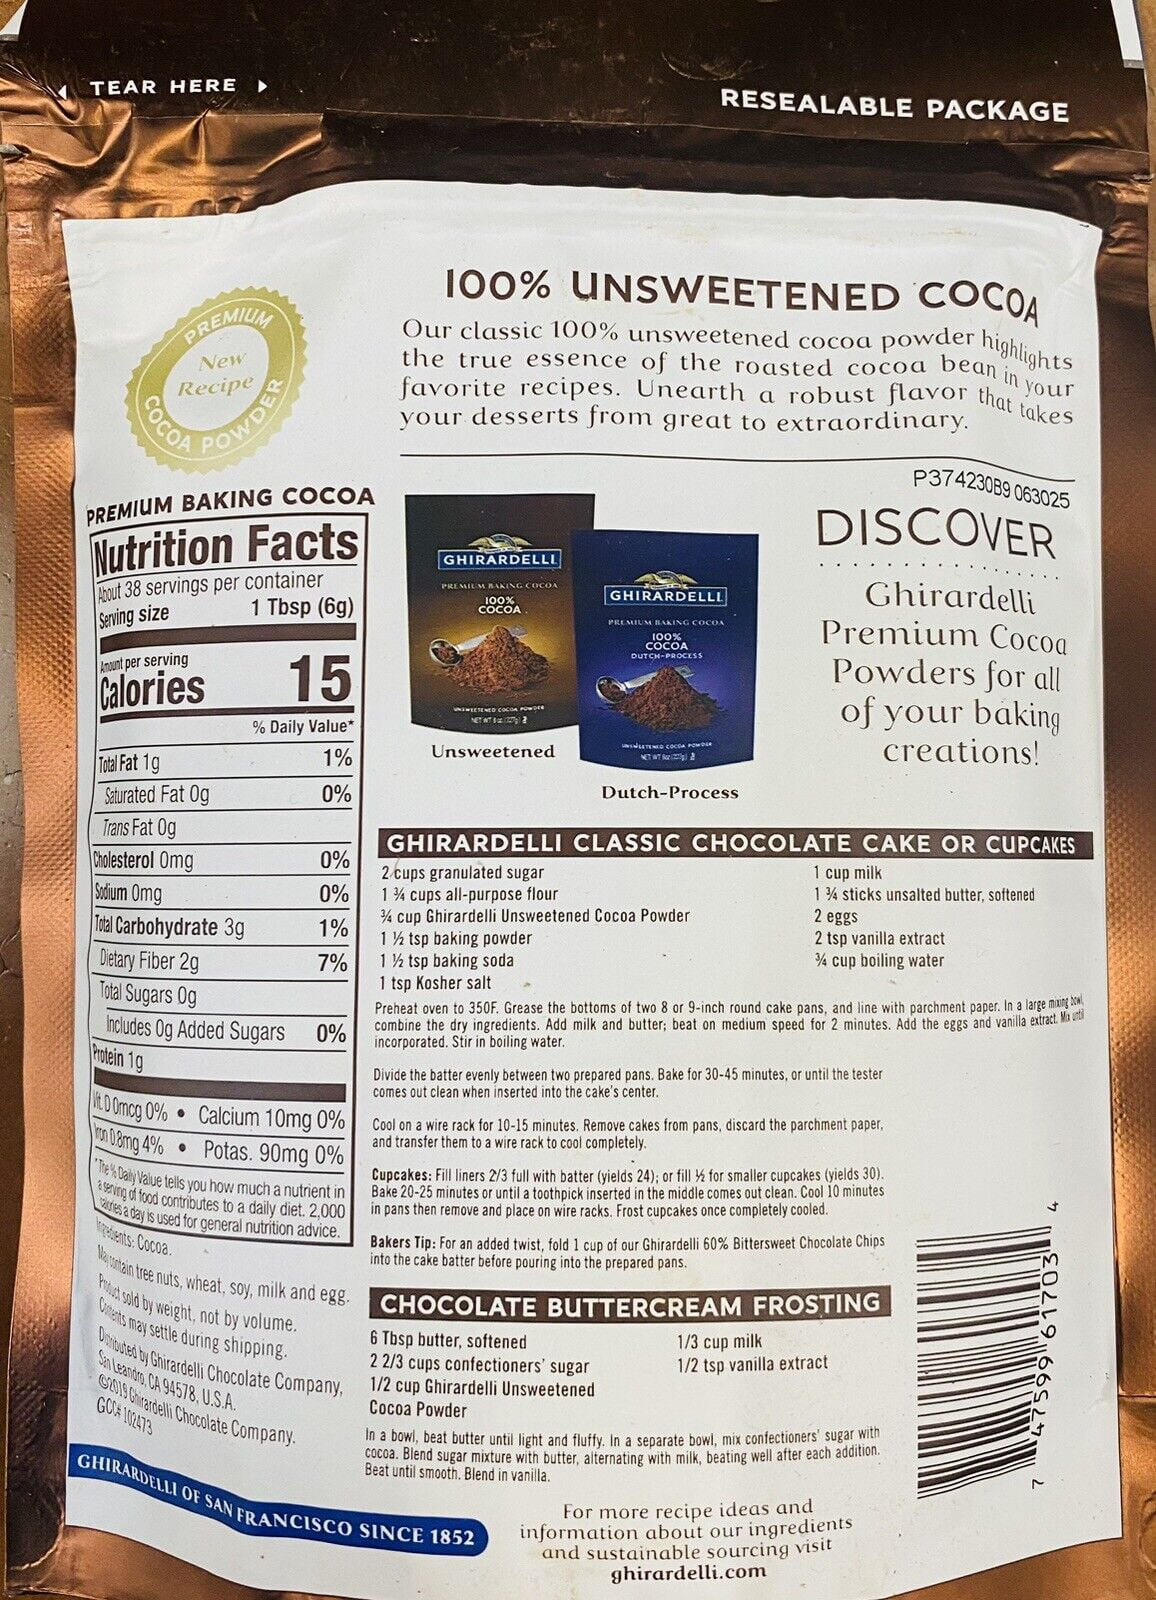 TEAR HERE
RESEALABLE PACKAGE
PREMIUM
New
Recipe
COCOA POWDER
100% UNSWEETENED COCOA
Our classic 100% unsweetened cocoa powder highlights
the true essence of the roasted cocoa bean in your
favorite recipes. Unearth a robust flavor that takes
your desserts from great to extraordinary.
P374230B9 063025
PREMIUM BAKING COCOA
Nutrition Facts
About 38 servings per container
Serving size 1 Tbsp (6g)
Amount per serving
Calories 15
% Daily Value*
Total Fat 1g 1%
Saturated Fat 0g 0%
Trans Fat 0g
Cholesterol 0mg 0%
Sodium 0mg 0%
Total Carbohydrate 3g 1%
Dietary Fiber 2g 7%
Total Sugars 0g
Includes 0g Added Sugars 0%
Protein 1g
Vit. D 0mcg 0% • Calcium 10mg 0%
Iron 0.8mg 4% • Potas. 90mg 0%
*The % Daily Value tells you how much a nutrient in
a serving of food contributes to a daily diet. 2,000
calories a day is used for general nutrition advice.
Ingredients: Cocoa.
May contain tree nuts, wheat, soy, milk and egg.
Product sold by weight, not by volume.
Contents may settle during shipping.
Distributed by Ghirardelli Chocolate Company,
San Leandro, CA 94578, U.S.A.
©2019 Ghirardelli Chocolate Company.
GCC# 102473
GHIRARDELLI OF SAN FRANCISCO SINCE 1852
GHIRARDELLI
PREMIUM BAKING COCOA
100%
COCOA
UNSWEETENED COCOA POWDER
NET WT 8 oz (227g)
Unsweetened
GHIRARDELLI
PREMIUM BAKING COCOA
100%
COCOA
DUTCH-PROCESS
UNSWEETENED COCOA POWDER
NET WT 8oz (227g)
Dutch-Process
DISCOVER
Ghirardelli
Premium Cocoa
Powders for all
of your baking
creations!
GHIRARDELLI CLASSIC CHOCOLATE CAKE OR CUPCAKES
2 cups granulated sugar
1 ¾ cups all-purpose flour
¾ cup Ghirardelli Unsweetened Cocoa Powder
1 ½ tsp baking powder
1 ½ tsp baking soda
1 tsp Kosher salt
1 cup milk
1 ¾ sticks unsalted butter, softened
2 eggs
2 tsp vanilla extract
¾ cup boiling water
Preheat oven to 350F. Grease the bottoms of two 8 or 9-inch round cake pans, and line with parchment paper. In a large mixing bowl,
combine the dry ingredients. Add milk and butter; beat on medium speed for 2 minutes. Add the eggs and vanilla extract. Mix until
incorporated. Stir in boiling water.
Divide the batter evenly between two prepared pans. Bake for 30-45 minutes, or until the tester
comes out clean when inserted into the cake's center.
Cool on a wire rack for 10-15 minutes. Remove cakes from pans, discard the parchment paper,
and transfer them to a wire rack to cool completely.
Cupcakes: Fill liners 2/3 full with batter (yields 24); or fill ½ for smaller cupcakes (yields 30).
Bake 20-25 minutes or until a toothpick inserted in the middle comes out clean. Cool 10 minutes
in pans then remove and place on wire racks. Frost cupcakes once completely cooled.
Bakers Tip: For an added twist, fold 1 cup of our Ghirardelli 60% Bittersweet Chocolate Chips
into the cake batter before pouring into the prepared pans.
CHOCOLATE BUTTERCREAM FROSTING
6 Tbsp butter, softened
2 2/3 cups confectioners' sugar
1/2 cup Ghirardelli Unsweetened
Cocoa Powder
1/3 cup milk
1/2 tsp vanilla extract
In a bowl, beat butter until light and fluffy. In a separate bowl, mix confectioners' sugar with
cocoa. Blend sugar mixture with butter, alternating with milk, beating well after each addition.
Beat until smooth. Blend in vanilla.
For more recipe ideas and
information about our ingredients
and sustainable sourcing visit
ghirardelli.com
7 47599 61703 4